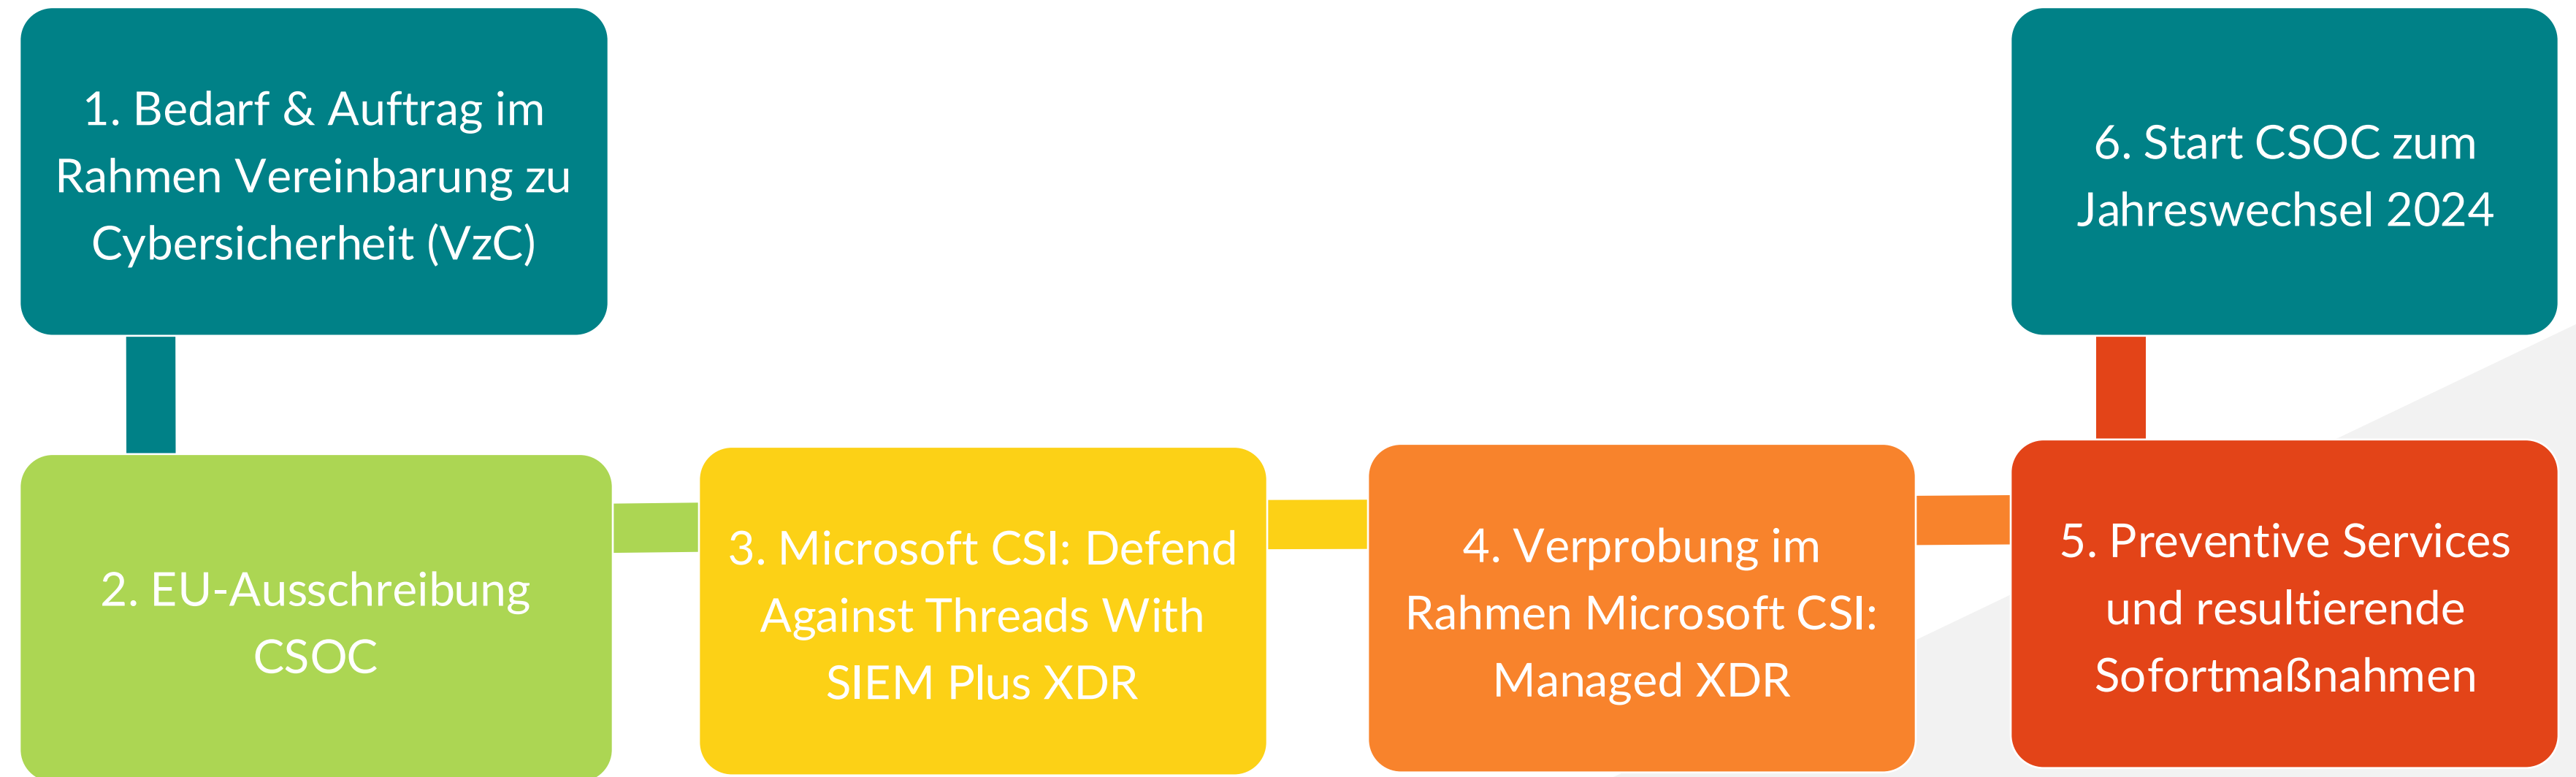 1. Bedarf & Auftrag im
Rahmen Vereinbarung zu
Cybersicherheit (VzC)
2. EU-Ausschreibung
CSOC
3. Microsoft CSI: Defend
Against Threads With
SIEM Plus XDR
4. Verprobung im
Rahmen Microsoft CSI:
Managed XDR
5. Preventive Services
und resultierende
Sofortmaßnahmen
6. Start CSOC zum
Jahreswechsel 2024